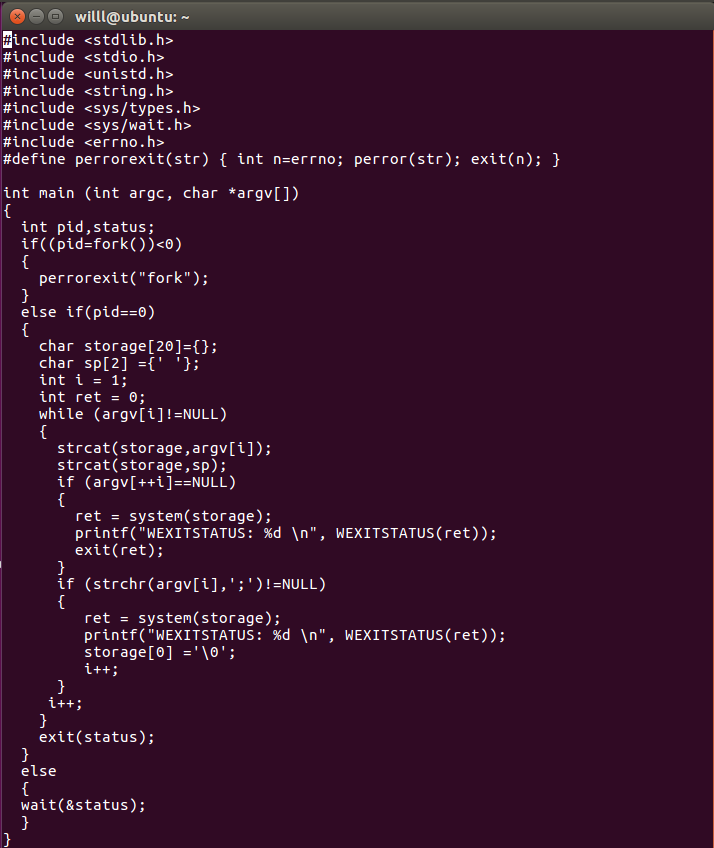 willl@ubuntu: ~
#include <stdlib.h>
#include <stdio.h>
#include <unistd.h>
#include <string.h>
#include <sys/types.h>
#include <sys/wait.h>
#include <errno.h>
#define perrorexit(str) { int n=errno; perror(str); exit(n); }

int main (int argc, char *argv[])
{
  int pid,status;
  if((pid=fork())<0)
  {
    perrorexit("fork");
  }
  else if(pid==0)
  {
    char storage[20]={};
    char sp[2] ={' '};
    int i = 1;
    int ret = 0;
    while (argv[i]!=NULL)
    {
      strcat(storage,argv[i]);
      strcat(storage,sp);
      if (argv[++i]==NULL)
      {
        ret = system(storage);
        printf("WEXITSTATUS: %d \n", WEXITSTATUS(ret));
        exit(ret);
      }
      if (strchr(argv[i],';')!=NULL)
      {
         ret = system(storage);
         printf("WEXITSTATUS: %d \n", WEXITSTATUS(ret));
         storage[0] ='\0';
         i++;
      }
     i++;
    }
    exit(status);
  }
  else
  {
  wait(&status);
  }
}